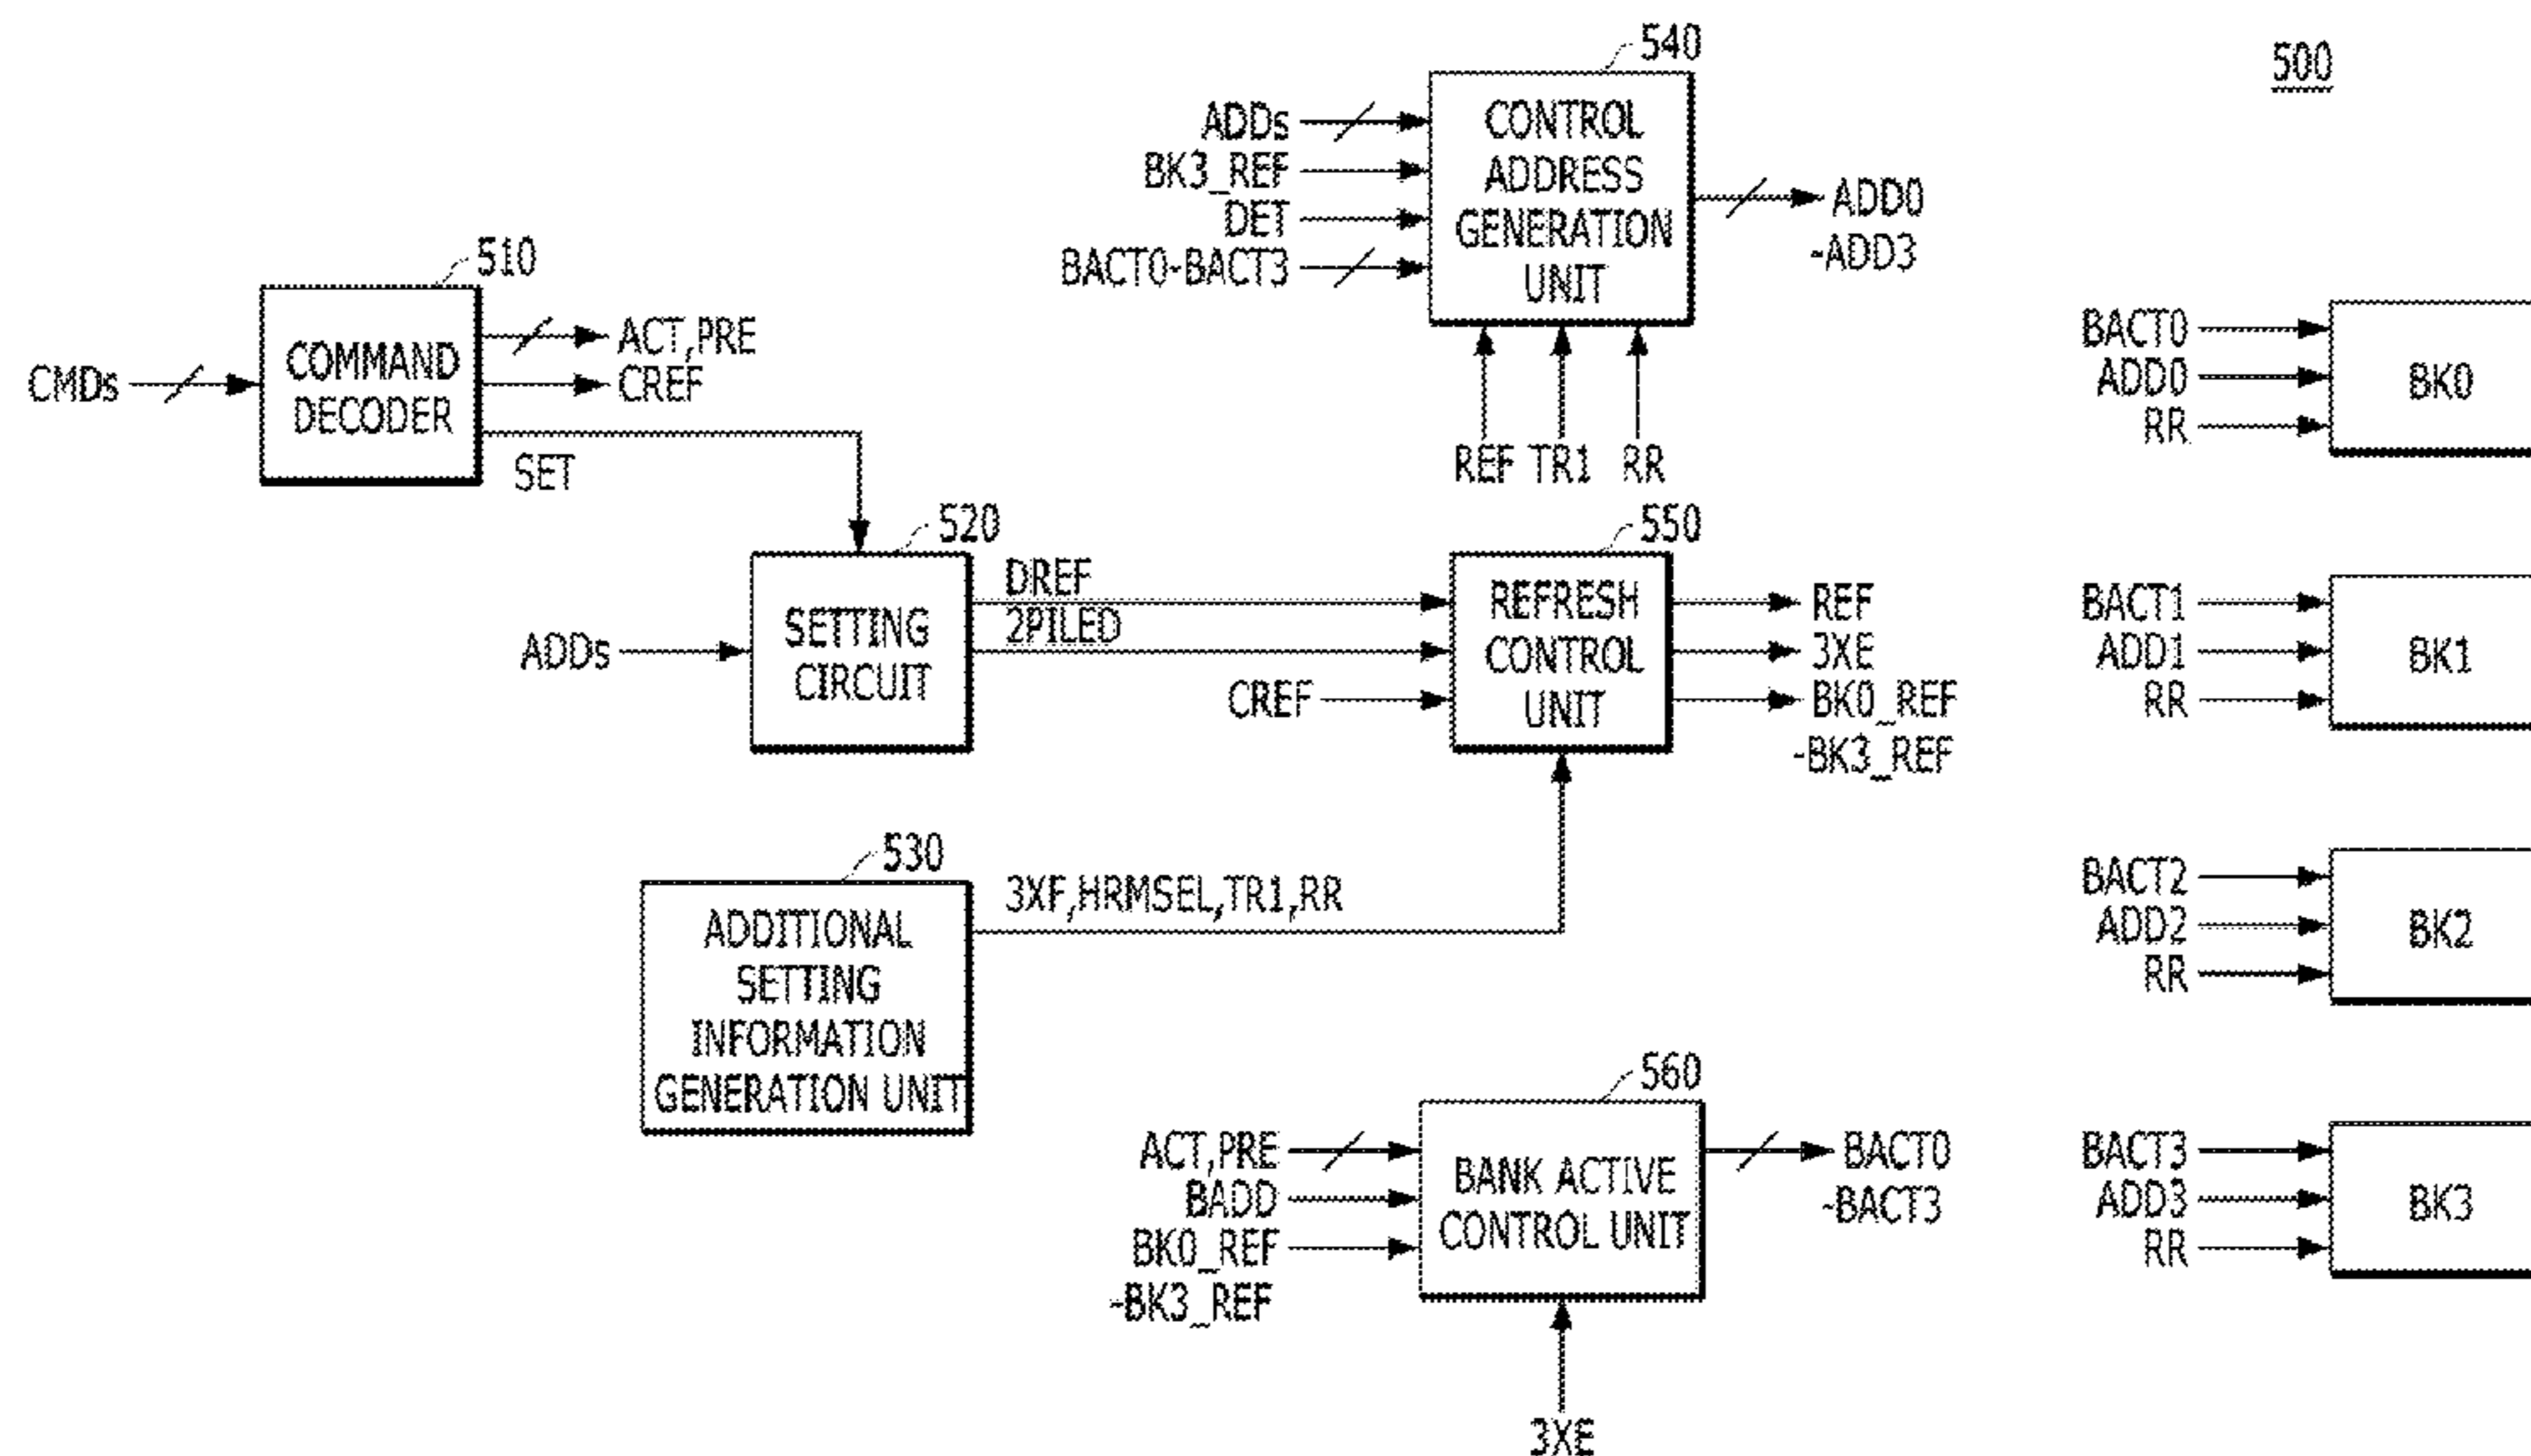 500
540
ADDs
BK3_REF
DET
BACT0-BACT3
CONTROL
ADDRESS
GENERATION
UNIT
ADD0
~ADD3
REF TR1 RR
510
CMDs
COMMAND
DECODER
ACT,PRE
CREF
SET
520
ADDs
SETTING
CIRCUIT
DREF
2PILED
CREF
550
REFRESH
CONTROL
UNIT
REF
3XE
BK0_REF
~BK3_REF
530
ADDITIONAL
SETTING
INFORMATION
GENERATION UNIT
3XF,HRMSEL,TR1,RR
560
ACT,PRE
BADD
BK0_REF
~BK3_REF
BANK ACTIVE
CONTROL UNIT
BACT0
~BACT3
3XE
BACT0
ADD0
RR
BK0
BACT1
ADD1
RR
BK1
BACT2
ADD2
RR
BK2
BACT3
ADD3
RR
BK3